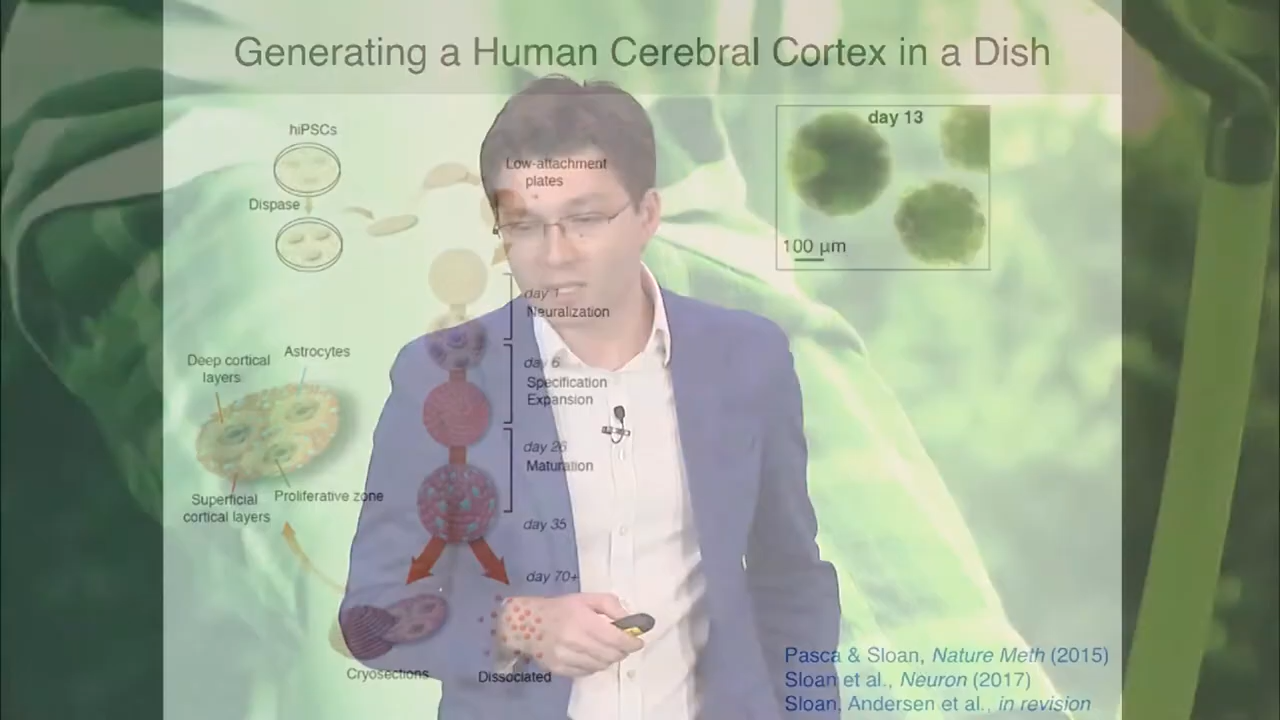 Generating a Human Cerebral Cortex in a Dish
hiPSCs
Dispase
Low-attachment
plates
day 13
100 µm
day 1
Neuralization
day 6
Specification
Expansion
day 26
Maturation
day 35
day 70+
Deep cortical
layers
Astrocytes
Superficial
cortical layers
Proliferative zone
Cryosections
Dissociated
Pasca & Sloan, Nature Meth (2015)
Sloan et al., Neuron (2017)
Sloan, Andersen et al., in revision